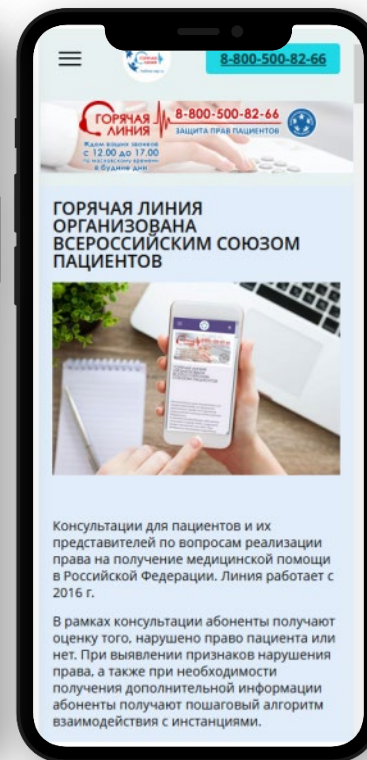 8-800-500-82-66
ГОРЯЧАЯ
ЛИНИЯ
8-800-500-82-66
ЗАЩИТА ПРАВ ПАЦИЕНТОВ
Ждем ваших звонков
с 12.00 до 17.00
по московскому времени
в будние дни
ГОРЯЧАЯ ЛИНИЯ
ОРГАНИЗОВАНА
ВСЕРОССИЙСКИМ СОЮЗОМ
ПАЦИЕНТОВ
Консультации для пациентов и их
представителей по вопросам реализации
права на получение медицинской помощи
в Российской Федерации. Линия работает с
2016 г.
В рамках консультации абоненты получают
оценку того, нарушено право пациента или
нет. При выявлении признаков нарушения
права, а также при необходимости
получения дополнительной информации
абоненты получают пошаговый алгоритм
взаимодействия с инстанциями.